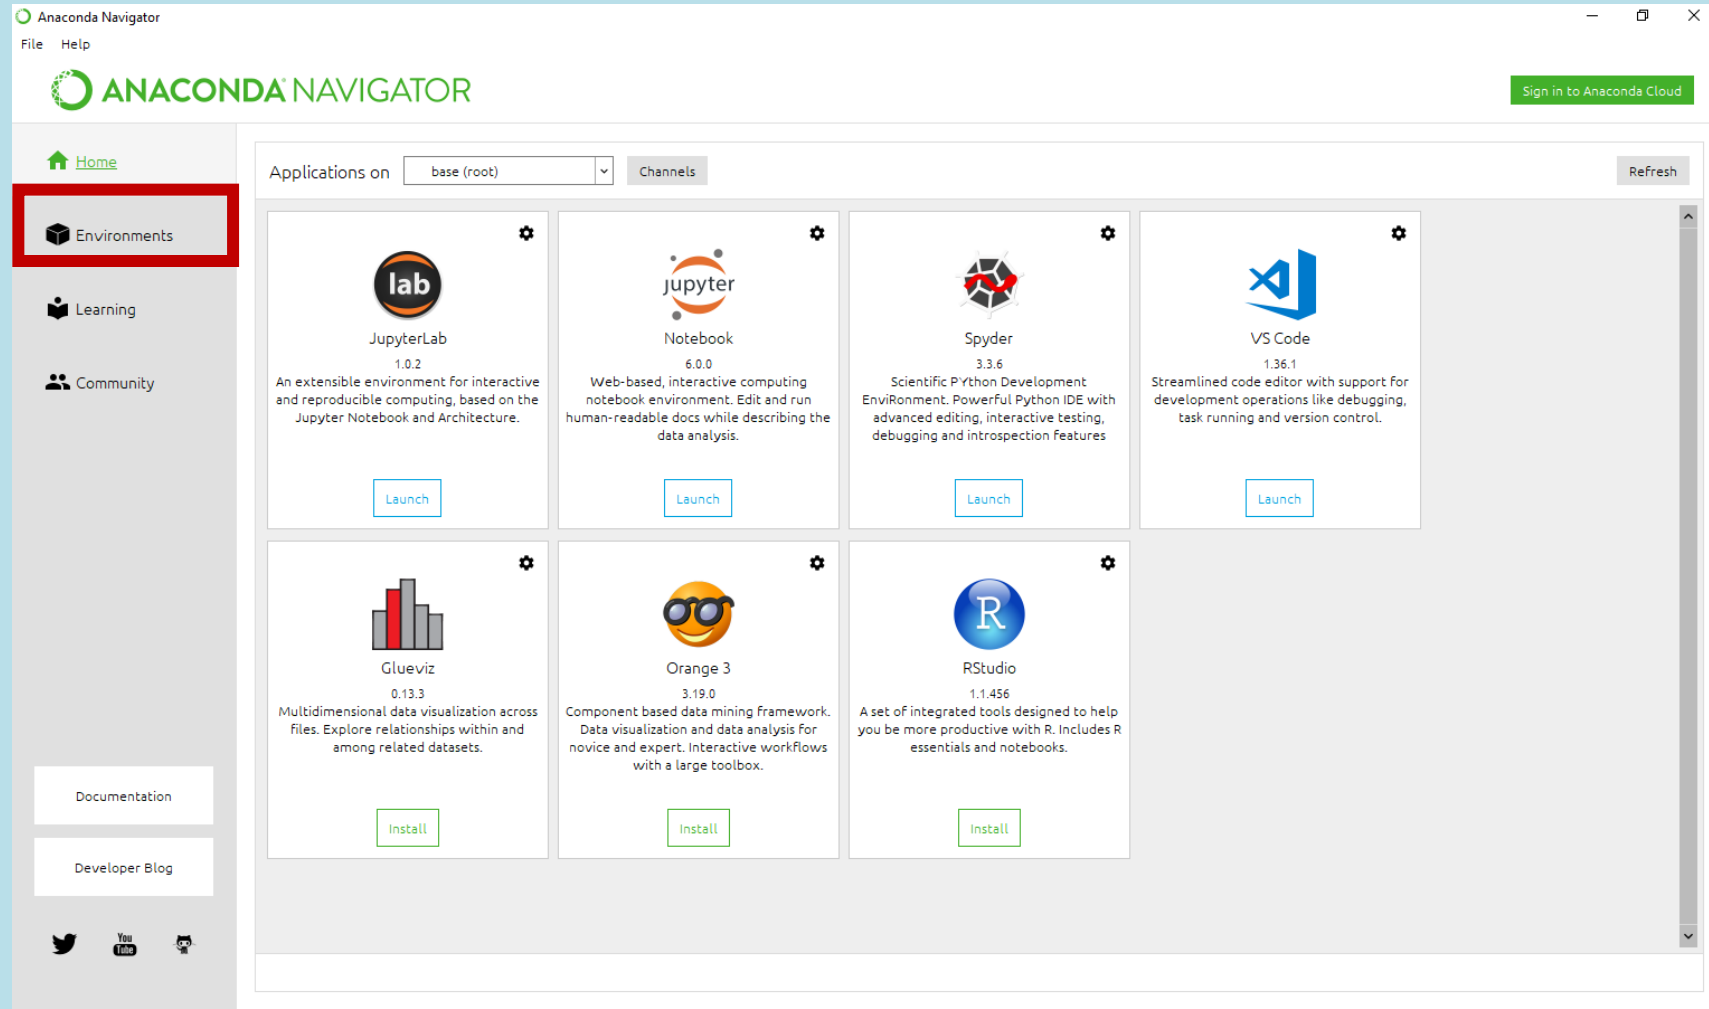 Anaconda Navigator
File Help
ANACONDA NAVIGATOR
Sign in to Anaconda Cloud
Home
Environments
Learning
Community
Documentation
Developer Blog
You
Tube
Applications on base (root) Channels Refresh
lab
JupyterLab
1.0.2
An extensible environment for interactive
and reproducible computing, based on the
Jupyter Notebook and Architecture.
Launch
jupyter
Notebook
6.0.0
Web-based, interactive computing
notebook environment. Edit and run
human-readable docs while describing the
data analysis.
Launch
Spyder
3.3.6
Scientific PYthon Development
EnviRonment. Powerful Python IDE with
advanced editing, interactive testing,
debugging and introspection features
Launch
VS Code
1.36.1
Streamlined code editor with support for
development operations like debugging,
task running and version control.
Launch
Glueviz
0.13.3
Multidimensional data visualization across
files. Explore relationships within and
among related datasets.
Install
Orange 3
3.19.0
Component based data mining framework.
Data visualization and data analysis for
novice and expert. Interactive workflows
with a large toolbox.
Install
R
RStudio
1.1.456
A set of integrated tools designed to help
you be more productive with R. Includes R
essentials and notebooks.
Install